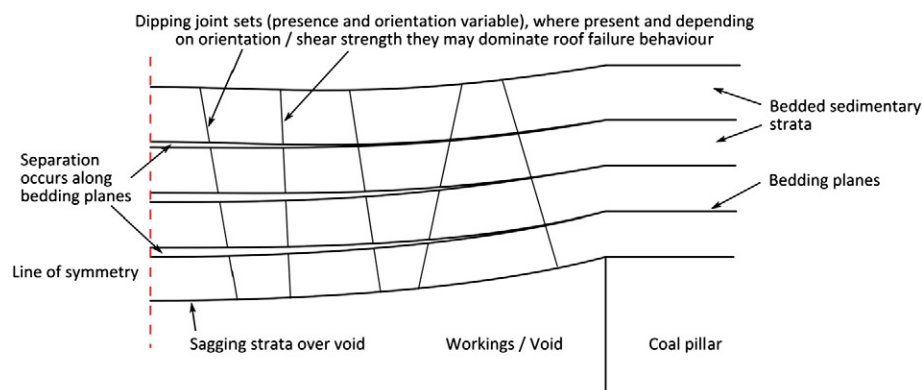 Dipping joint sets (presence and orientation variable), where present and depending
on orientation / shear strength they may dominate roof failure behaviour
Bedded sedimentary
strata
Separation
occurs along
bedding planes
Bedding planes
Line of symmetry
Sagging strata over void
Workings / Void
Coal pillar